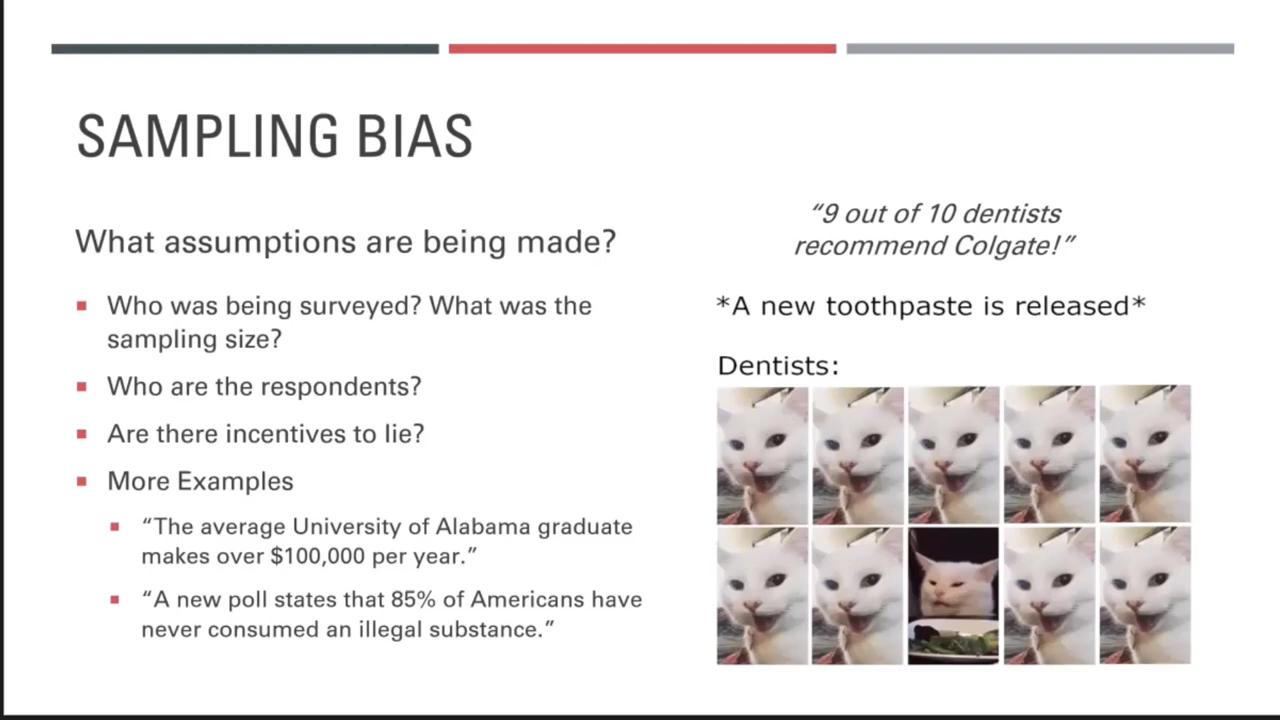 SAMPLING BIAS
What assumptions are being made?
Who was being surveyed? What was the
sampling size?
Who are the respondents?
Are there incentives to lie?
More Examples
“The average University of Alabama graduate
makes over $100,000 per year.”
“A new poll states that 85% of Americans have
never consumed an illegal substance.”
“9 out of 10 dentists
recommend Colgate!”
*A new toothpaste is released*
Dentists: